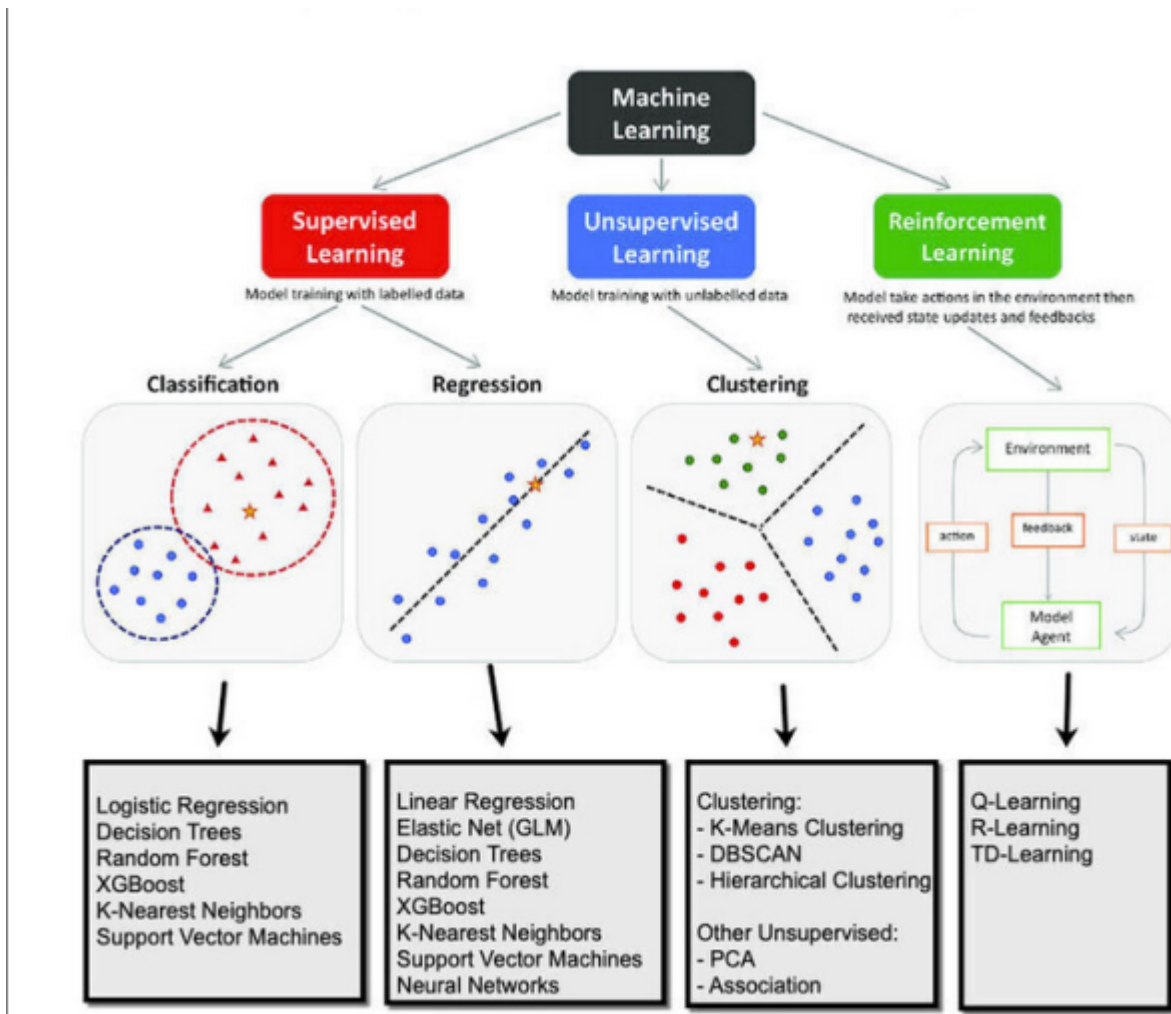 Machine
Learning
Supervised
Learning
Unsupervised
Learning
Reinforcement
Learning
Model training with labelled data
Model training with unlabelled data
Model take actions in the environment then
received state updates and feedbacks
Classification
Regression
Clustering
Environment
action
feedback
state
Model
Agent
Logistic Regression
Decision Trees
Random Forest
XGBoost
K-Nearest Neighbors
Support Vector Machines
Linear Regression
Elastic Net (GLM)
Decision Trees
Random Forest
XGBoost
K-Nearest Neighbors
Support Vector Machines
Neural Networks
Clustering:
- K-Means Clustering
- DBSCAN
- Hierarchical Clustering
Other Unsupervised:
- PCA
- Association
Q-Learning
R-Learning
TD-Learning